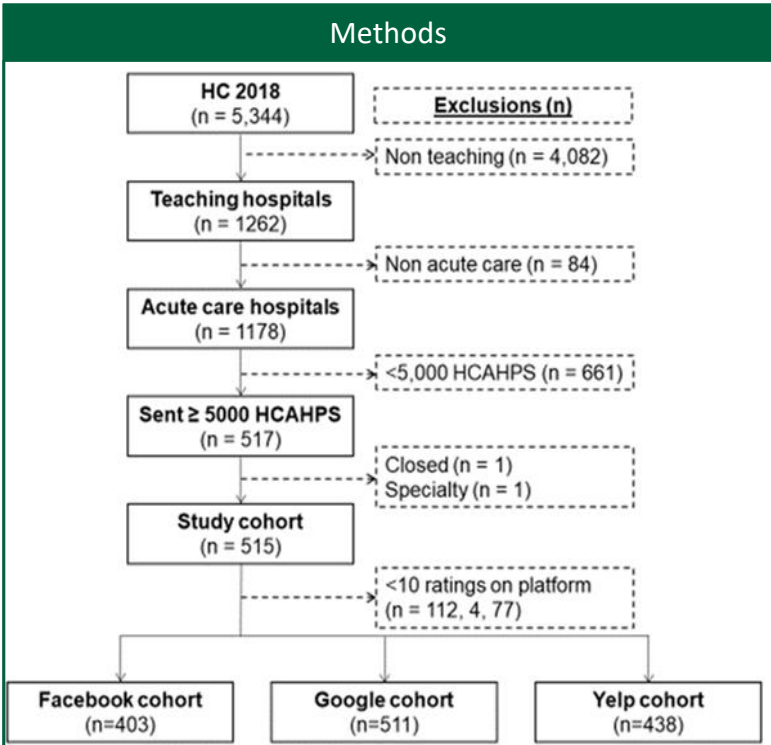 Methods
HC 2018
(n = 5,344)
Exclusions (n)
Non teaching (n = 4,082)
Teaching hospitals
(n = 1262)
Non acute care (n = 84)
Acute care hospitals
(n = 1178)
<5,000 HCAHPS (n = 661)
Sent ≥ 5000 HCAHPS
(n = 517)
Closed (n = 1)
Specialty (n = 1)
Study cohort
(n = 515)
<10 ratings on platform
(n = 112, 4, 77)
Facebook cohort
(n=403)
Google cohort
(n=511)
Yelp cohort
(n=438)